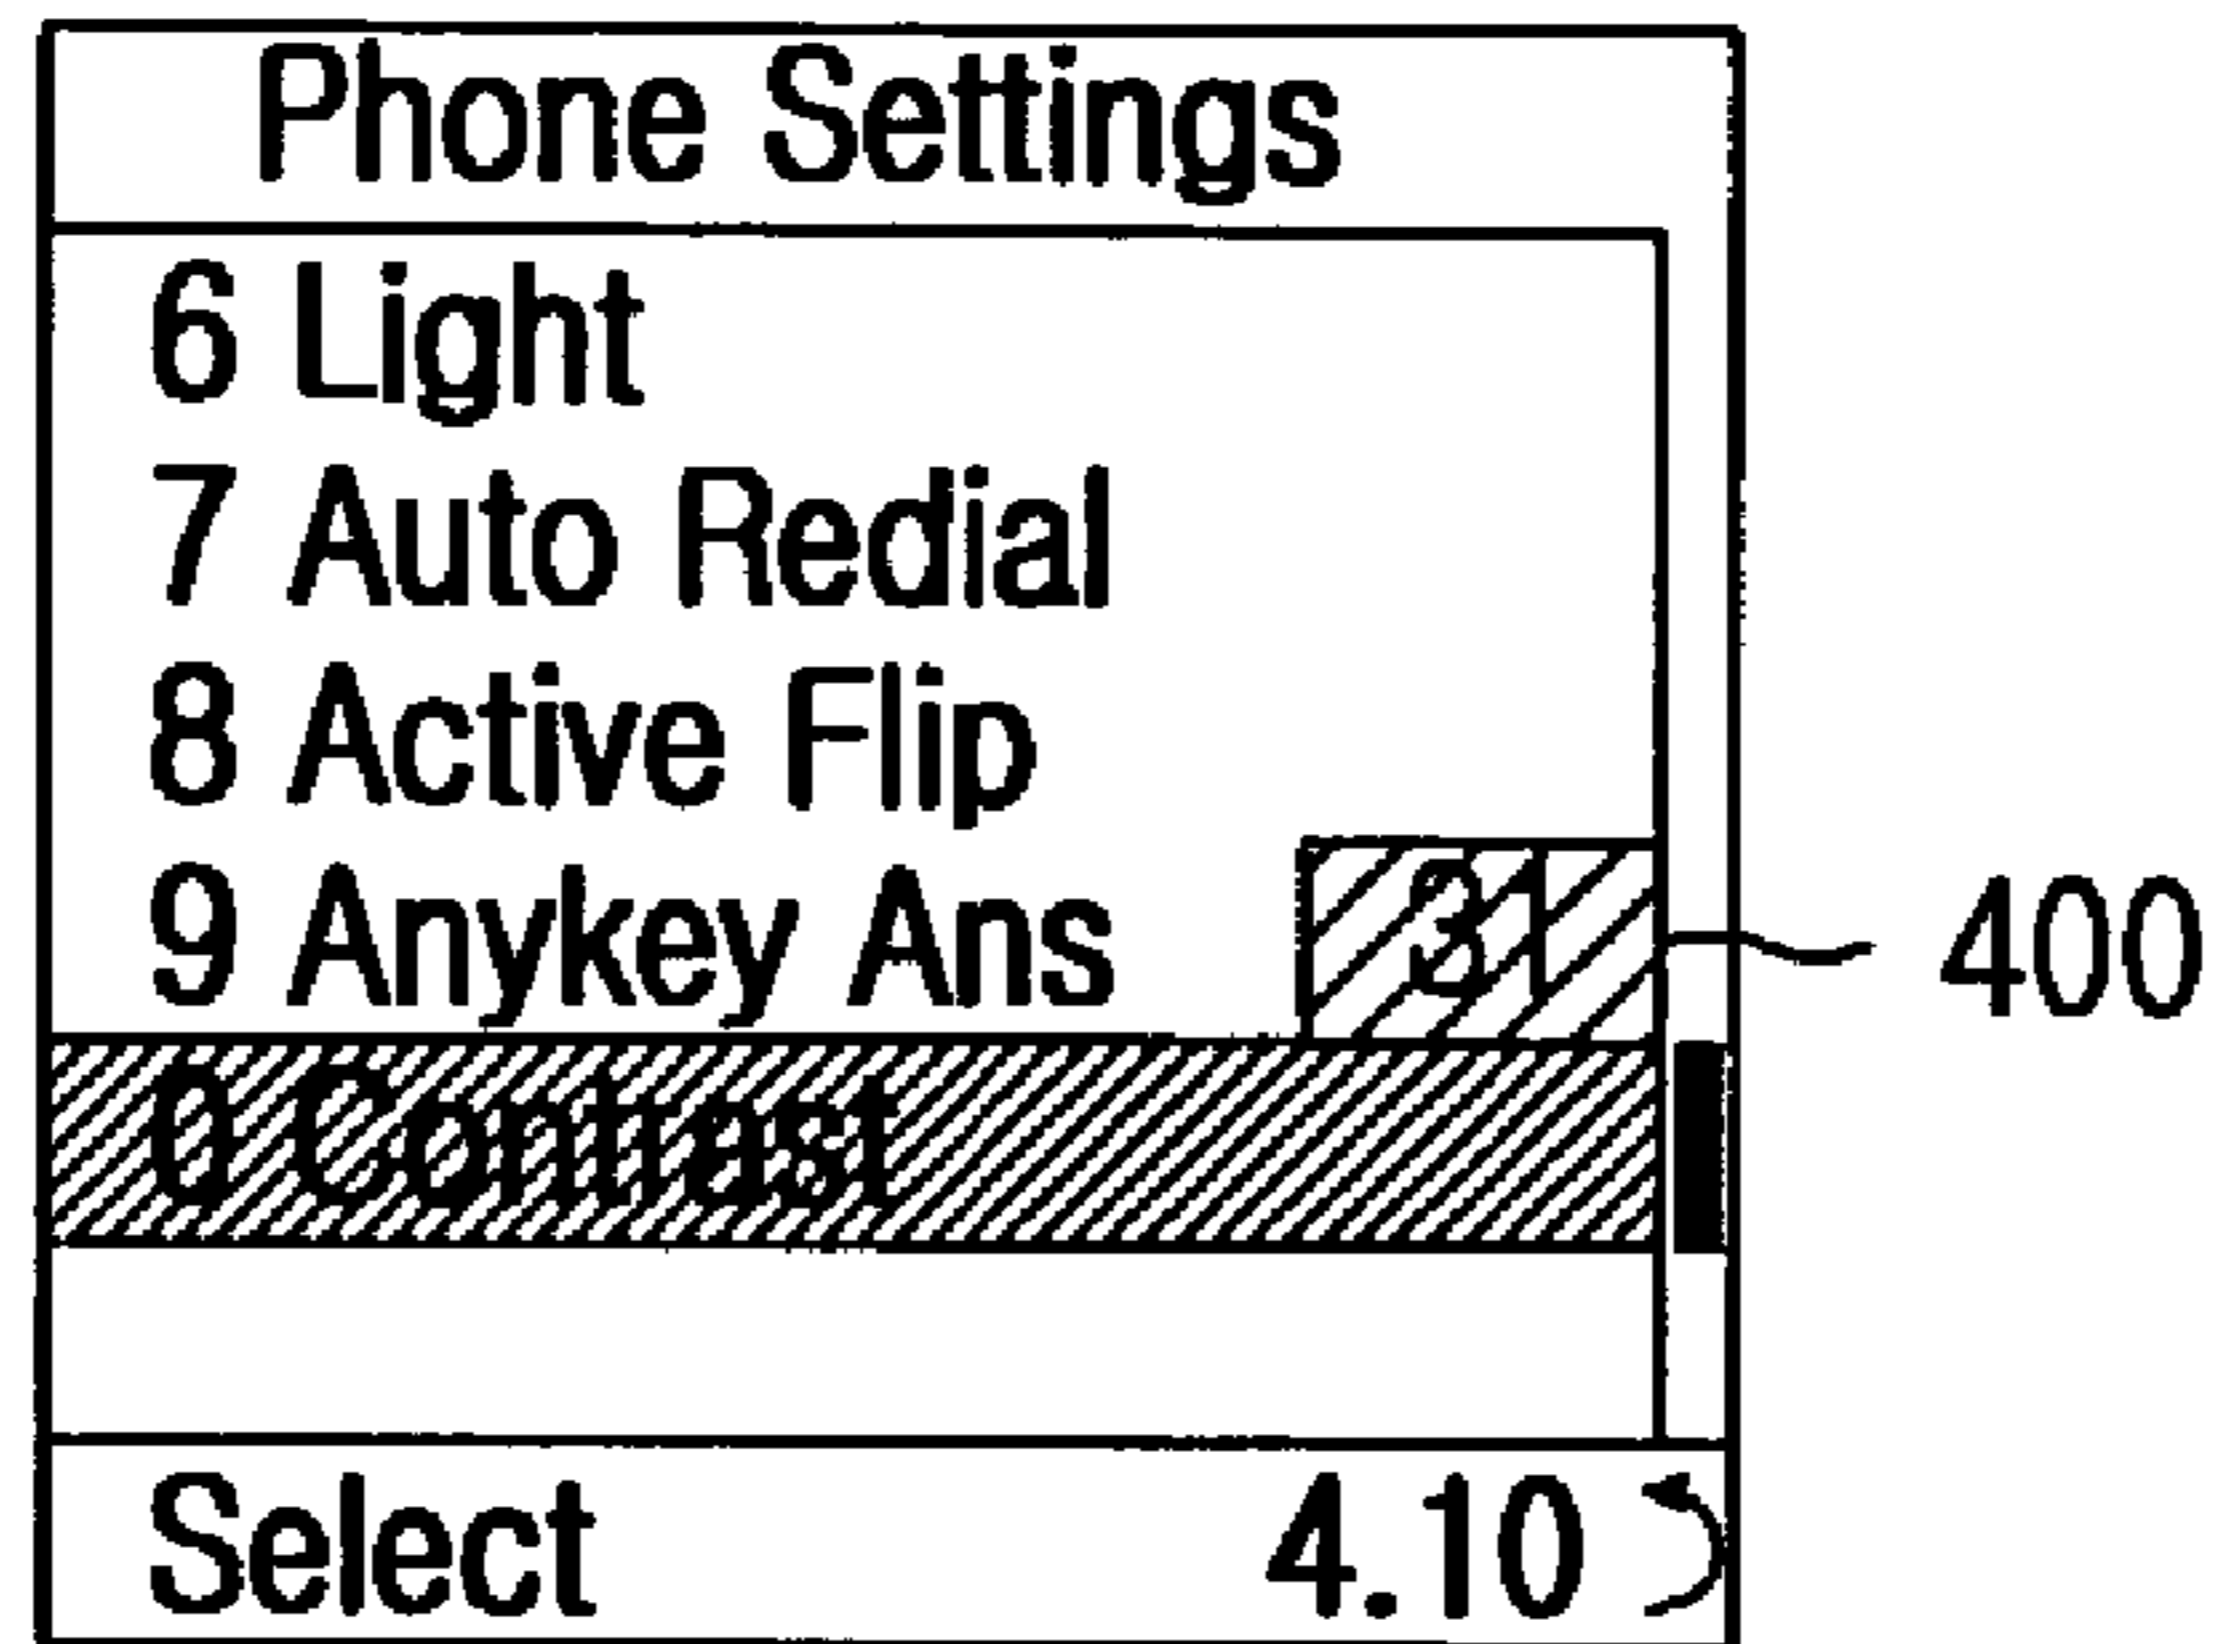 Phone Settings
6 Light
7 Auto Redial
8 Active Flip
9 Anykey Ans 31 400
0 Contrast
Select 4.10